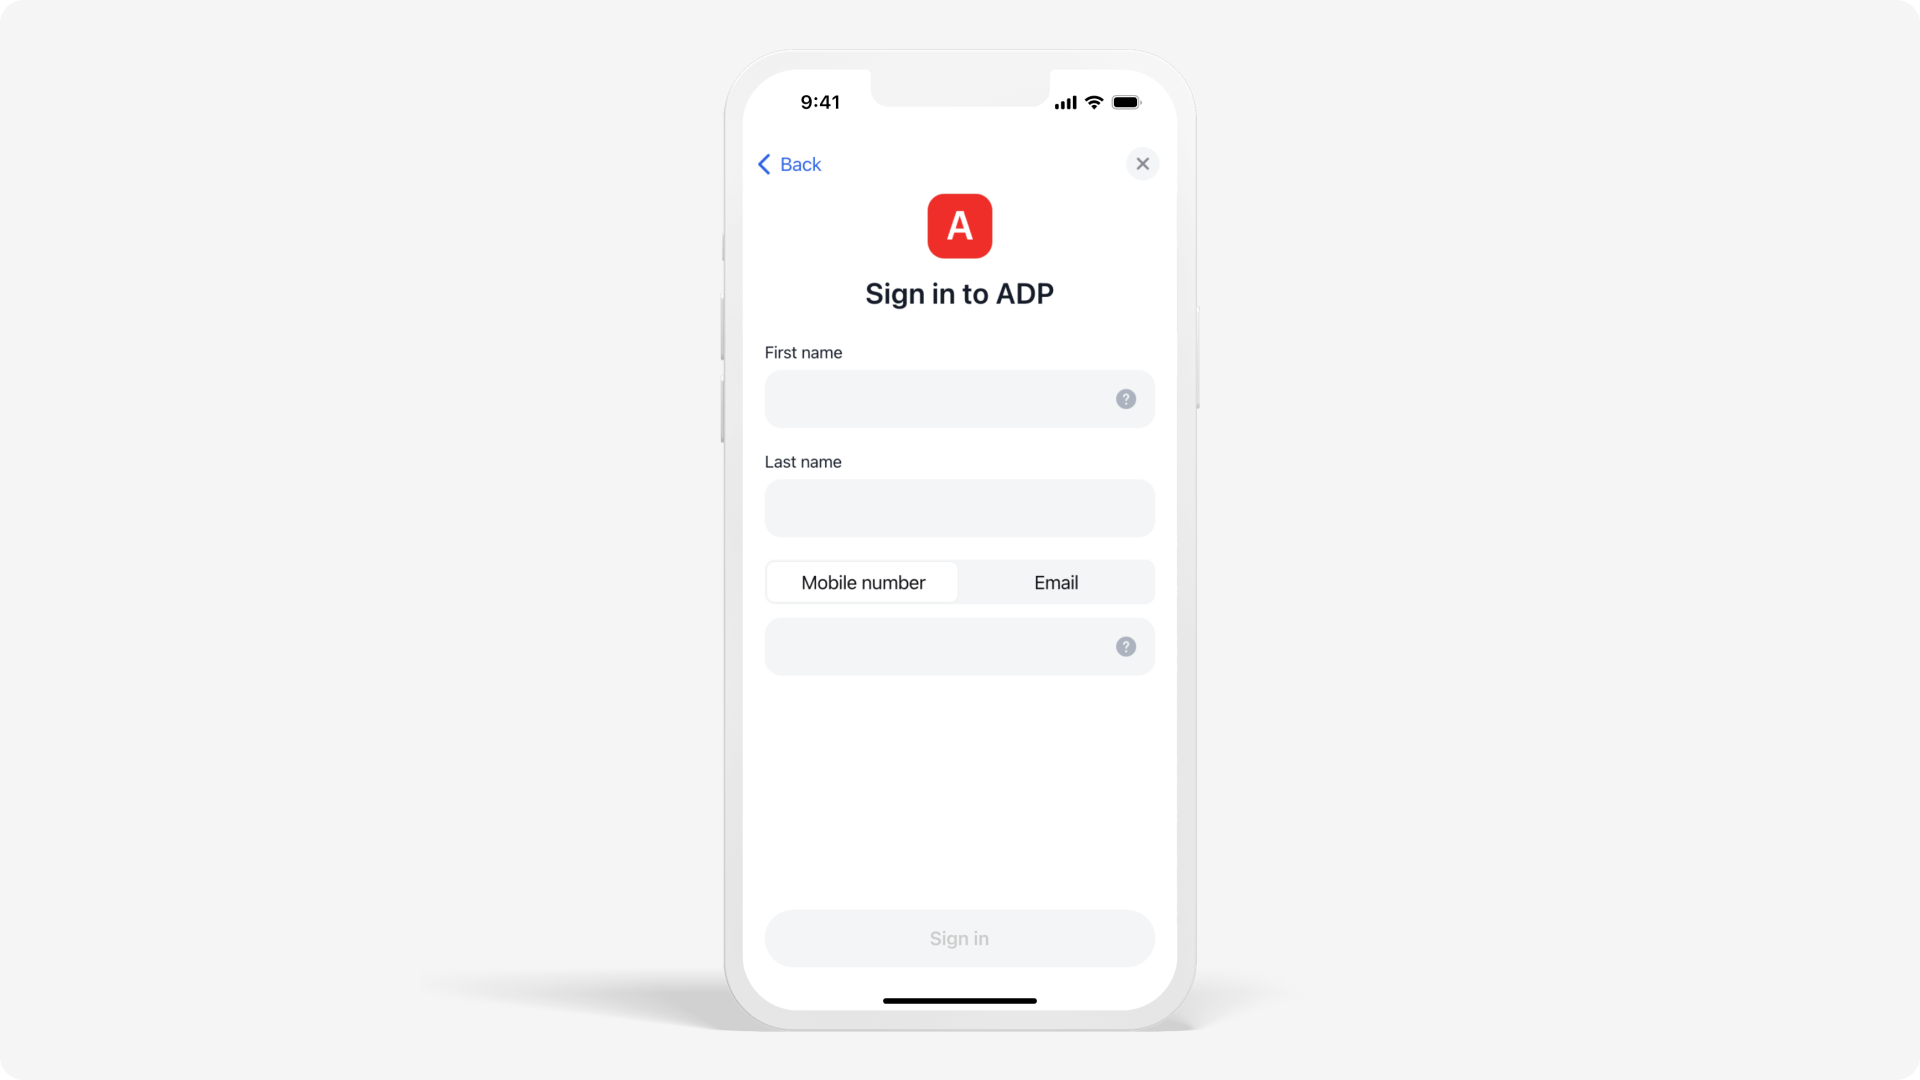 9:41
Back
A
Sign in to ADP
First name
?
Last name
Mobile number Email
?
Sign in